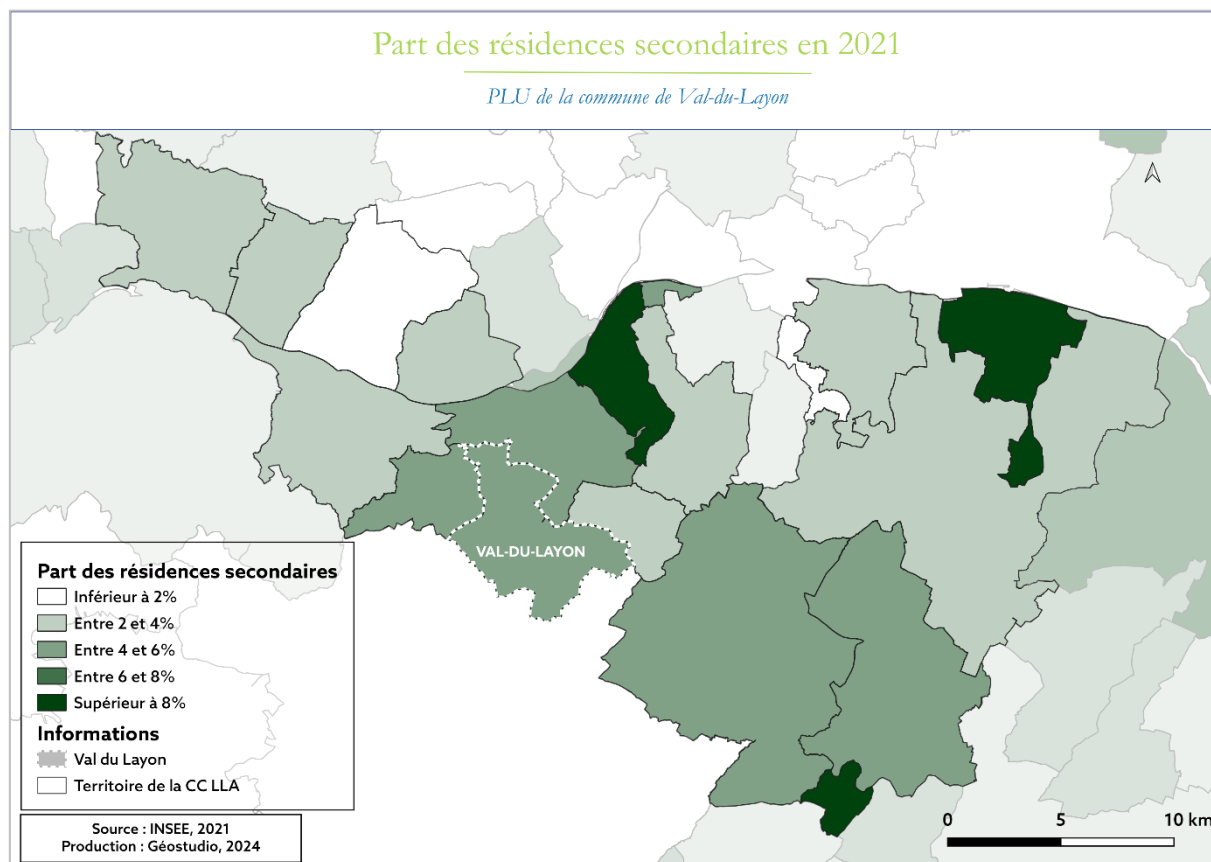 Part des résidences secondaires en 2021
PLU de la commune de Val-du-Layon
VAL-DU-LAYON
Part des résidences secondaires
Inférieur à 2%
Entre 2 et 4%
Entre 4 et 6%
Entre 6 et 8%
Supérieur à 8%
Informations
Val du Layon
Territoire de la CC LLA
Source : INSEE, 2021
Production : Géostudio, 2024
0 5 10 km